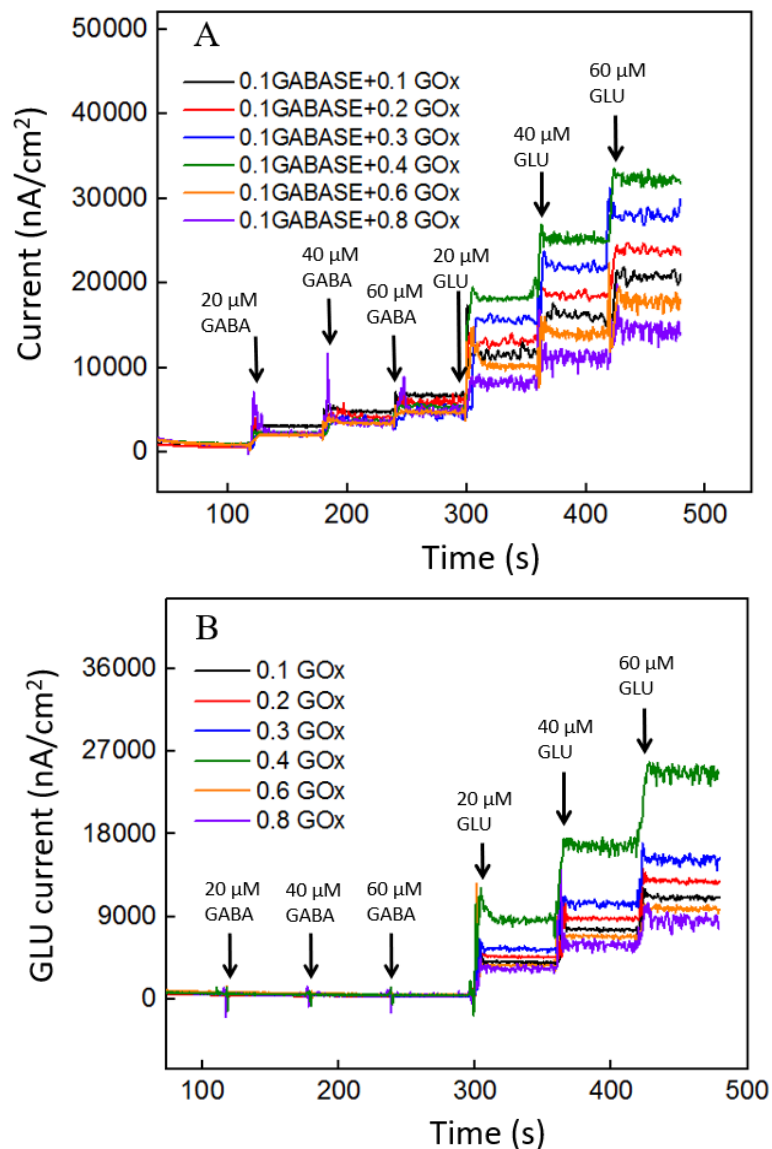 A
50000
40000
30000
20000
10000
0
Current (nA/cm²)
0.1GABASE+0.1 GOx
0.1GABASE+0.2 GOx
0.1GABASE+0.3 GOx
0.1GABASE+0.4 GOx
0.1GABASE+0.6 GOx
0.1GABASE+0.8 GOx
20 µM
GABA
40 µM
GABA
60 µM
GABA
20 µM
GLU
40 µM
GLU
60 µM
GLU
100
200
300
400
500
Time (s)
B
36000
27000
18000
9000
0
GLU current (nA/cm²)
0.1 GOx
0.2 GOx
0.3 GOx
0.4 GOx
0.6 GOx
0.8 GOx
20 µM
GABA
40 µM
GABA
60 µM
GABA
20 µM
GLU
40 µM
GLU
60 µM
GLU
100
200
300
400
500
Time (s)